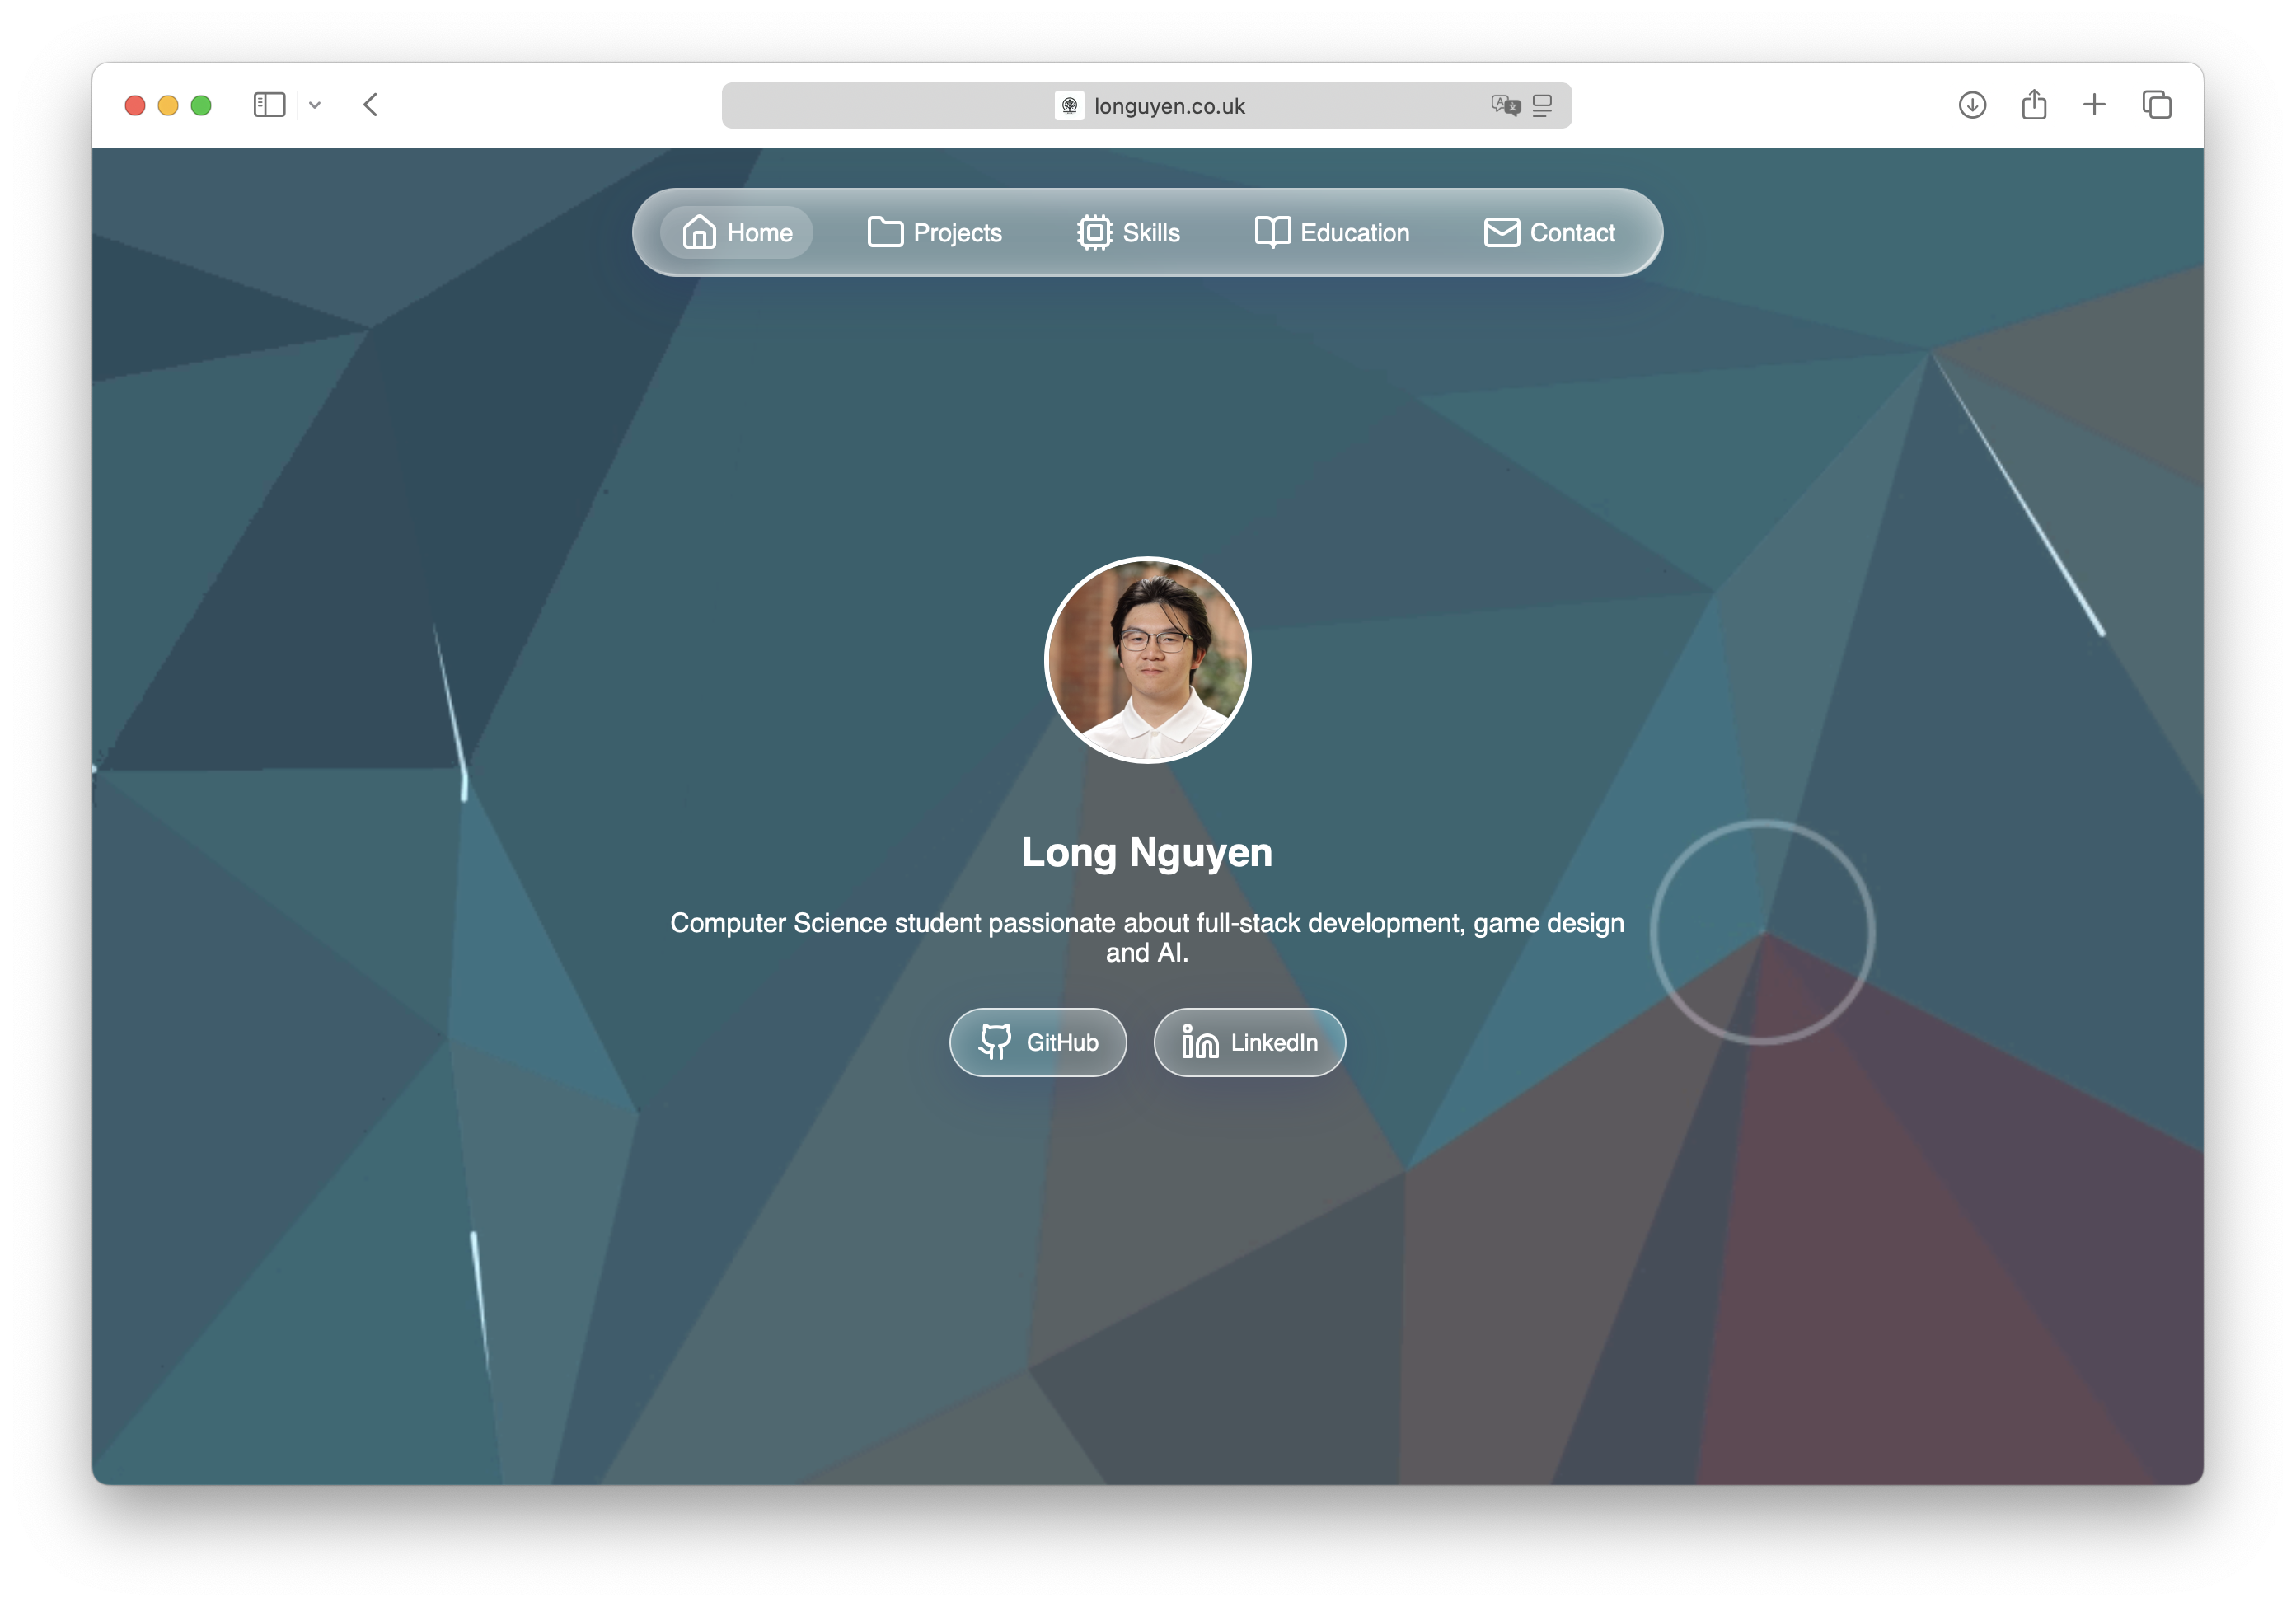 longuyen.co.uk
Home Projects Skills Education Contact
Long Nguyen
Computer Science student passionate about full-stack development, game design
and AI.
GitHub LinkedIn